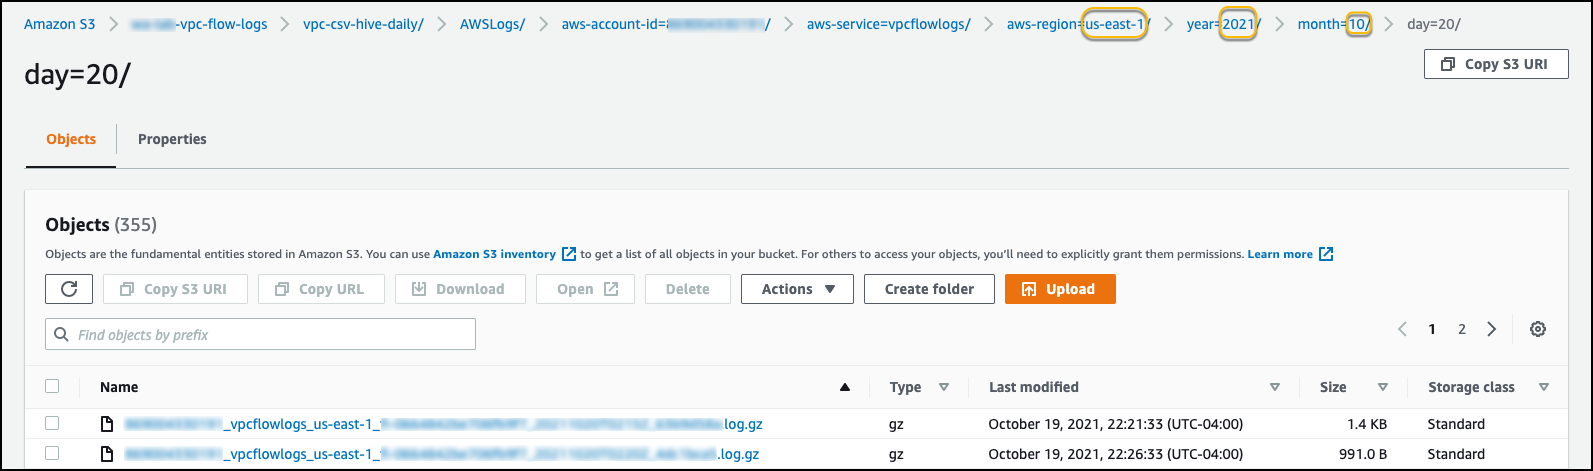 Amazon S3 > -vpc-flow-logs > vpc-csv-hive-daily/ > AWSLogs/ > aws-account-id= / > aws-service=vpcflowlogs/ > aws-region=us-east-1/ > year=2021/ > month=10/ > day=20/
day=20/
Copy S3 URI
Objects Properties
Objects (355)
Objects are the fundamental entities stored in Amazon S3. You can use Amazon S3 inventory to get a list of all objects in your bucket. For others to access your objects, you'll need to explicitly grant them permissions. Learn more
Copy S3 URI Copy URL Download Open Delete Actions Create folder Upload
Find objects by prefix
1 2
Name Type Last modified Size Storage class
_vpcflowlogs_us-east-1_ .log.gz gz October 19, 2021, 22:21:33 (UTC-04:00) 1.4 KB Standard
_vpcflowlogs_us-east-1_ .log.gz gz October 19, 2021, 22:26:33 (UTC-04:00) 991.0 B Standard